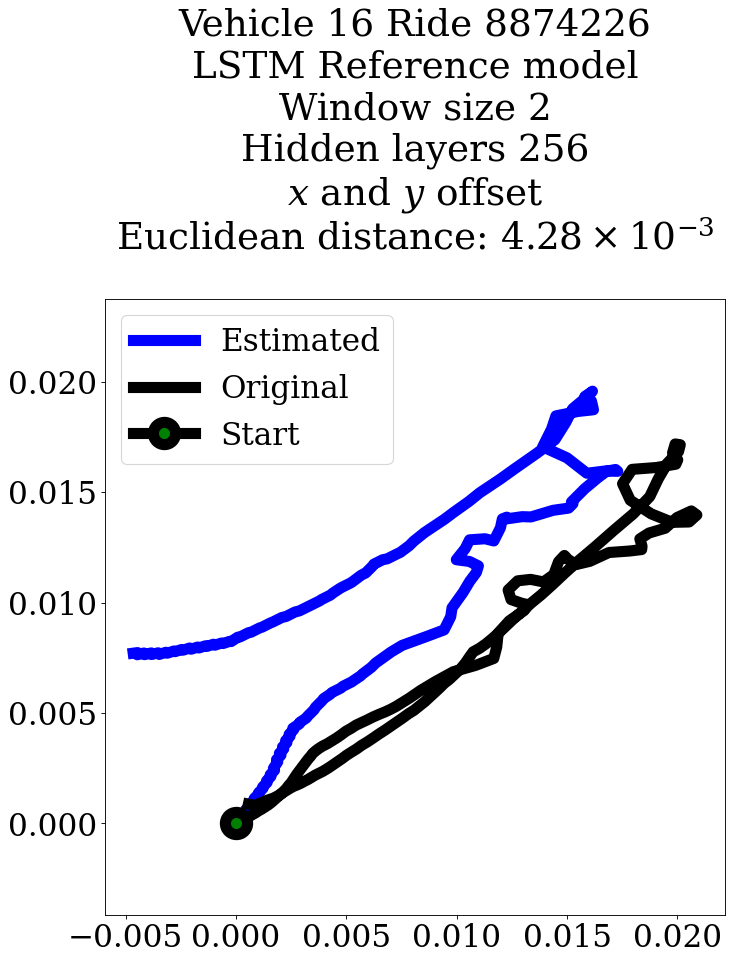 Vehicle 16 Ride 8874226
LSTM Reference model
Window size 2
Hidden layers 256
x and y offset
Euclidean distance: 4.28 × 10⁻³
Estimated
Original
Start
0.020
0.015
0.010
0.005
0.000
−0.005 0.000 0.005 0.010 0.015 0.020